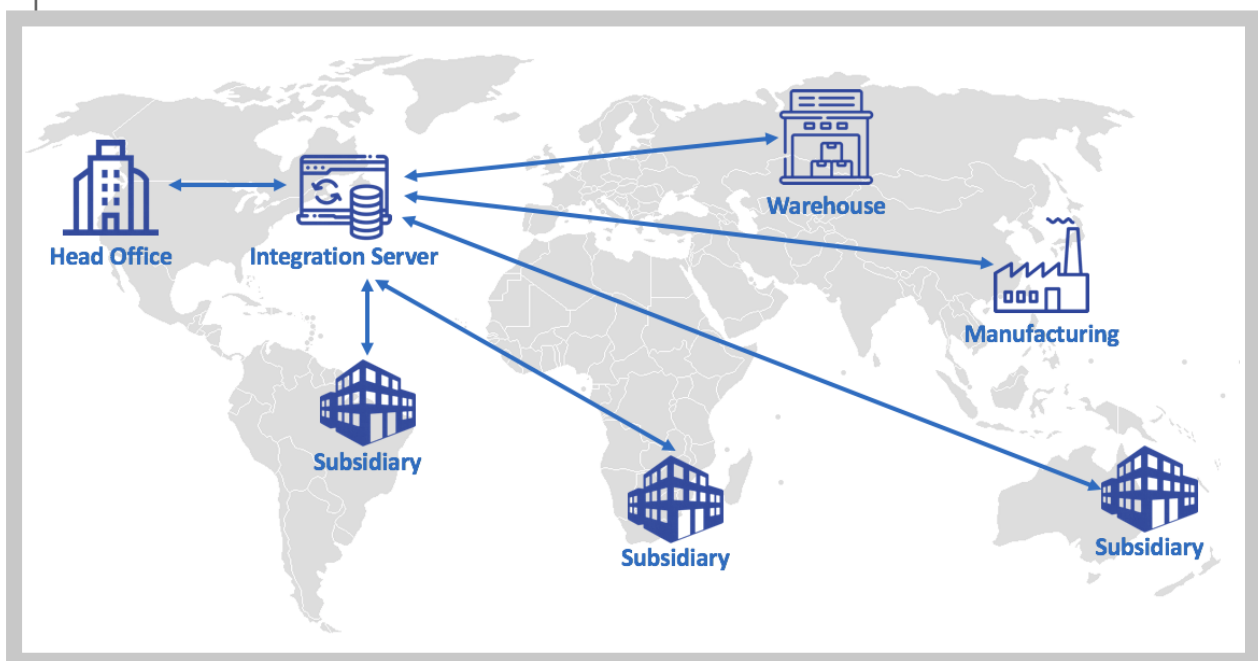 Warehouse
Head Office
Integration Server
Manufacturing
Subsidiary
Subsidiary
Subsidiary